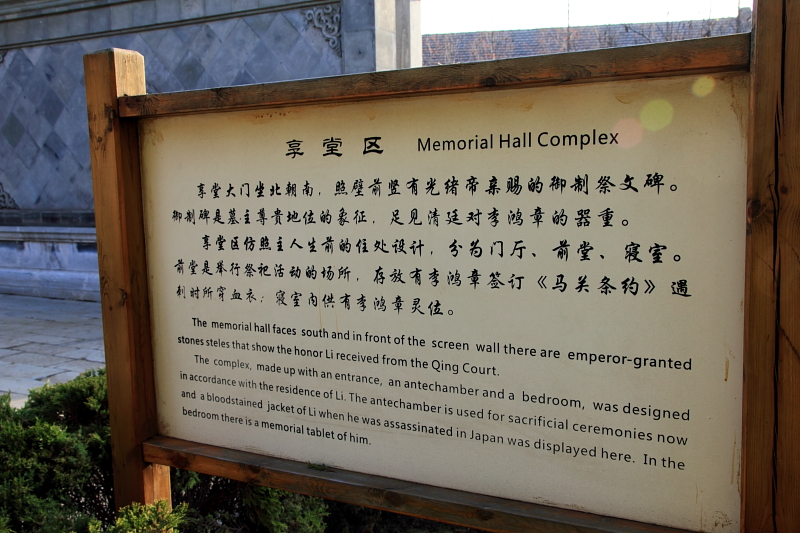 享堂区 Memorial Hall Complex
享堂大门坐北朝南，照壁前竖有光绪帝亲赐的御制祭文碑。
御制碑是墓主尊貴地位的象征，足见清廷对李鸿章的器重。
享堂区仿照主人生前的住处设计，分为门厅、前堂、寝室。
前堂是举行祭祀活动的场所，存放有李鸿章签订《马关条约》遇
刺时所穿血衣；寝室内供有李鸿章灵位。
The memorial hall faces south and in front of the screen wall there are emperor-granted
stones steles that show the honor Li received from the Qing Court.
The complex, made up with an entrance, an antechamber and a bedroom, was designed
in accordance with the residence of Li. The antechamber is used for sacrificial ceremonies now
and a bloodstained jacket of Li when he was assassinated in Japan was displayed here. In the
bedroom there is a memorial tablet of him.